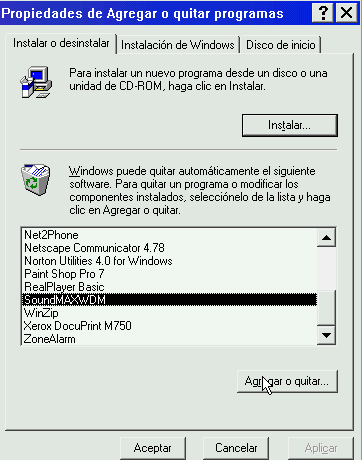 Propiedades de Agregar o quitar programas
Instalar o desinstalar
Instalación de Windows
Disco de inicio
Para instalar un nuevo programa desde un disco o una
unidad de CD-ROM, haga clic en Instalar.
Instalar...
Windows puede quitar automáticamente el siguiente
software. Para quitar un programa o modificar los
componentes instalados, selecciónelo de la lista y haga
clic en Agregar o quitar.
Net2Phone
Netscape Communicator 4.78
Norton Utilities 4.0 for Windows
Paint Shop Pro 7
RealPlayer Basic
SoundMAXWDM
WinZip
Xerox DocuPrint M750
ZoneAlarm
Agregar o quitar...
Aceptar
Cancelar
Aplicar